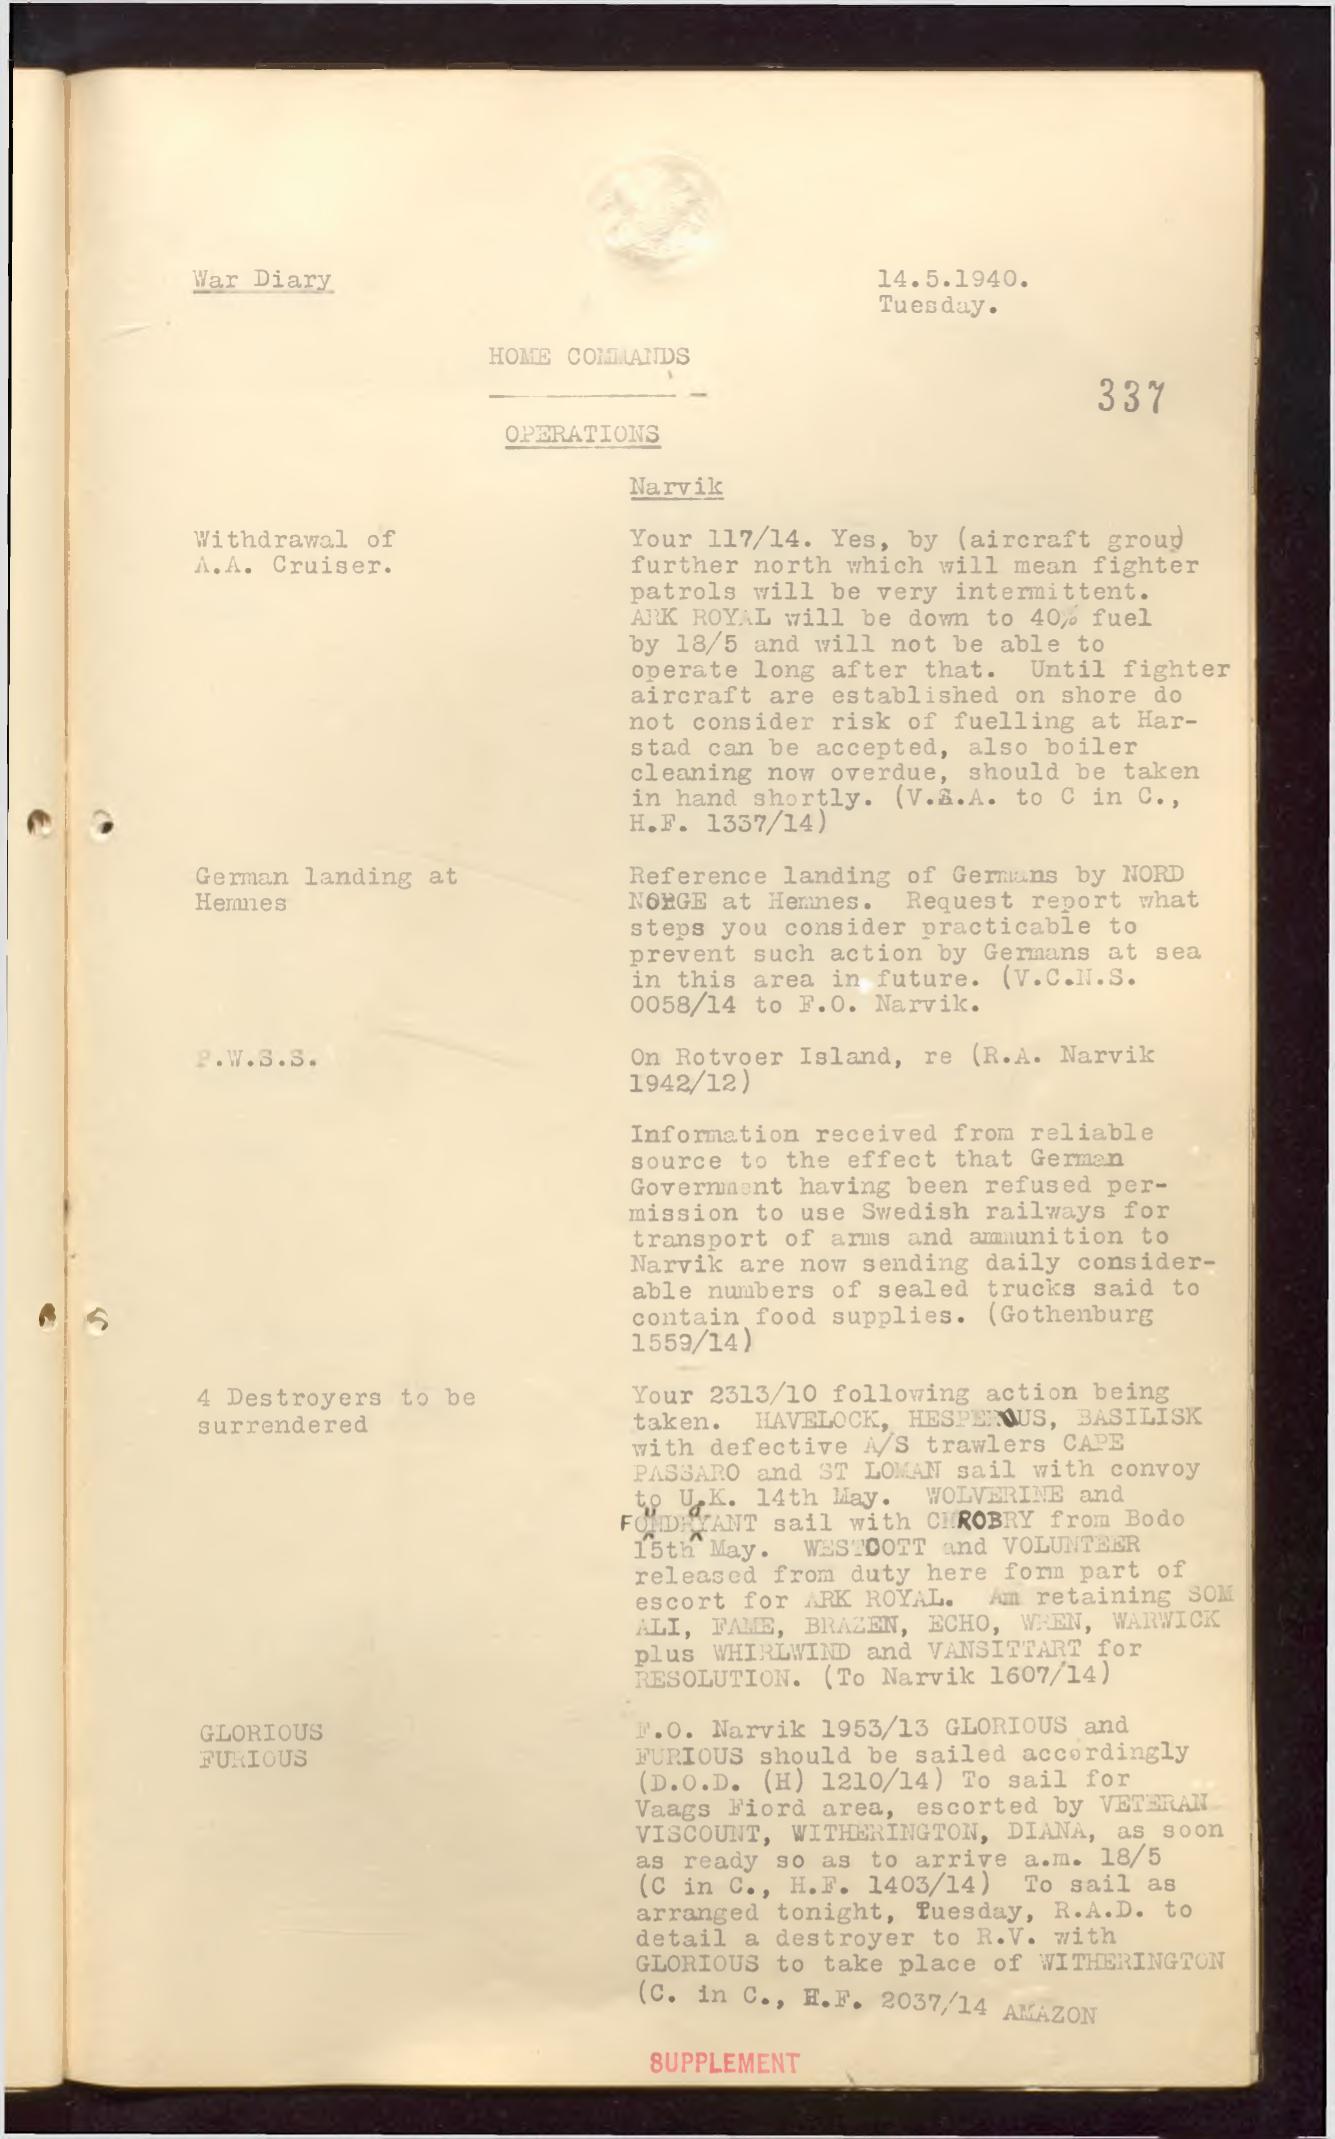 War Diary
14.5.1940.
Tuesday.
HOME COMMANDS
337
OPERATIONS
Narvik
Withdrawal of
A.A. Cruiser.
Your 117/14. Yes, by (aircraft group)
further north which will mean fighter
patrols will be very intermittent.
ARK ROYAL will be down to 40% fuel
by 18/5 and will not be able to
operate long after that. Until fighter
aircraft are established on shore do
not consider risk of fuelling at Har-
stad can be accepted, also boiler
cleaning now overdue, should be taken
in hand shortly. (V.A.A. to C in C.,
H.F. 1337/14)
German landing at
Hemnes
Reference landing of Germans by NORD
NORGE at Hemnes. Request report what
steps you consider practicable to
prevent such action by Germans at sea
in this area in future. (V.C.N.S.
0058/14 to F.O. Narvik.
P.W.S.S.
On Rotvoer Island, re (R.A. Narvik
1942/12)
Information received from reliable
source to the effect that German
Government having been refused per-
mission to use Swedish railways for
transport of arms and ammunition to
Narvik are now sending daily consider-
able numbers of sealed trucks said to
contain food supplies. (Gothenburg
1559/14)
4 Destroyers to be
surrendered
Your 2313/10 following action being
taken. HAVELOCK, HESPEROUS, BASILISK
with defective A/S trawlers CAPE
PASSARO and ST LOMAN sail with convoy
to U.K. 14th May. WOLVERINE and
FOUDRYANT sail with CHROBRY from Bodo
15th May. WESTCOTT and VOLUNTEER
released from duty here form part of
escort for ARK ROYAL. Am retaining SOM
ALI, FAME, BRAZEN, ECHO, WREN, WARWICK
plus WHIRLWIND and VANSITTART for
RESOLUTION. (To Narvik 1607/14)
GLORIOUS
FURIOUS
F.O. Narvik 1953/13 GLORIOUS and
FURIOUS should be sailed accordingly
(D.O.D. (H) 1210/14) To sail for
Vaags Fiord area, escorted by VETERAN
VISCOUNT, WITHERINGTON, DIANA, as soon
as ready so as to arrive a.m. 18/5
(C in C., H.F. 1403/14) To sail as
arranged tonight, Tuesday, R.A.D. to
detail a destroyer to R.V. with
GLORIOUS to take place of WITHERINGTON
(C. in C., H.F. 2037/14 AMAZON
SUPPLEMENT